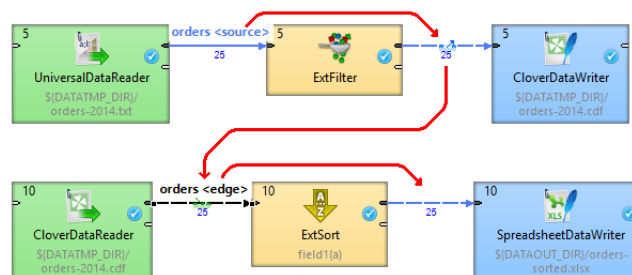 orders <source>
5
5
5
UniversalDataReader
25
ExtFilter
25
CloverDataWriter
${DATATMP_DIR}/
orders-2014.txt
${DATATMP_DIR}/
orders-2014.cdf
orders <edge>
10
10
10
A
Z
XLS
CloverDataReader
25
ExtSort
25
SpreadsheetDataWriter
${DATATMP_DIR}/
orders-2014.cdf
field1(a)
${DATAOUT_DIR}/orders-
sorted.xlsx